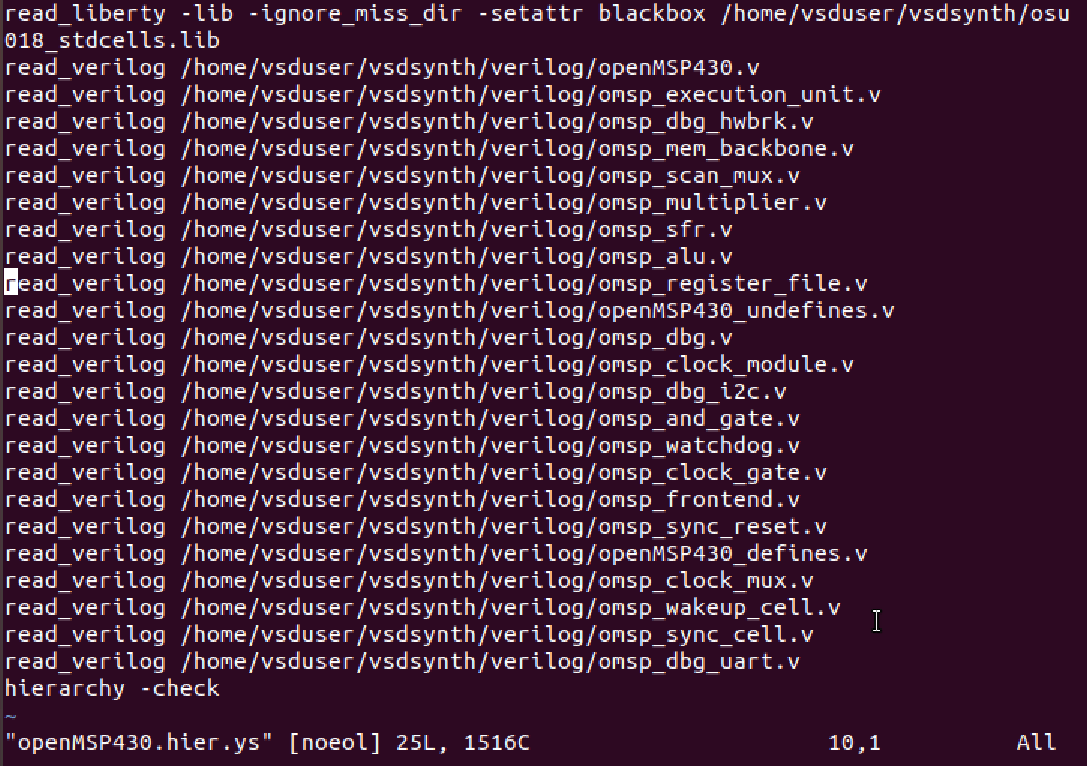 read_liberty -lib -ignore_miss_dir -setattr blackbox /home/vsduser/vsdsynth/osu
018_stdcells.lib
read_verilog /home/vsduser/vsdsynth/verilog/openMSP430.v
read_verilog /home/vsduser/vsdsynth/verilog/omsp_execution_unit.v
read_verilog /home/vsduser/vsdsynth/verilog/omsp_dbg_hwbrk.v
read_verilog /home/vsduser/vsdsynth/verilog/omsp_mem_backbone.v
read_verilog /home/vsduser/vsdsynth/verilog/omsp_scan_mux.v
read_verilog /home/vsduser/vsdsynth/verilog/omsp_multiplier.v
read_verilog /home/vsduser/vsdsynth/verilog/omsp_sfr.v
read_verilog /home/vsduser/vsdsynth/verilog/omsp_alu.v
read_verilog /home/vsduser/vsdsynth/verilog/omsp_register_file.v
read_verilog /home/vsduser/vsdsynth/verilog/openMSP430_undefines.v
read_verilog /home/vsduser/vsdsynth/verilog/omsp_dbg.v
read_verilog /home/vsduser/vsdsynth/verilog/omsp_clock_module.v
read_verilog /home/vsduser/vsdsynth/verilog/omsp_dbg_i2c.v
read_verilog /home/vsduser/vsdsynth/verilog/omsp_and_gate.v
read_verilog /home/vsduser/vsdsynth/verilog/omsp_watchdog.v
read_verilog /home/vsduser/vsdsynth/verilog/omsp_clock_gate.v
read_verilog /home/vsduser/vsdsynth/verilog/omsp_frontend.v
read_verilog /home/vsduser/vsdsynth/verilog/omsp_sync_reset.v
read_verilog /home/vsduser/vsdsynth/verilog/openMSP430_defines.v
read_verilog /home/vsduser/vsdsynth/verilog/omsp_clock_mux.v
read_verilog /home/vsduser/vsdsynth/verilog/omsp_wakeup_cell.v
read_verilog /home/vsduser/vsdsynth/verilog/omsp_sync_cell.v
read_verilog /home/vsduser/vsdsynth/verilog/omsp_dbg_uart.v
hierarchy -check
~
"openMSP430.hier.ys" [noeol] 25L, 1516C 10,1 All